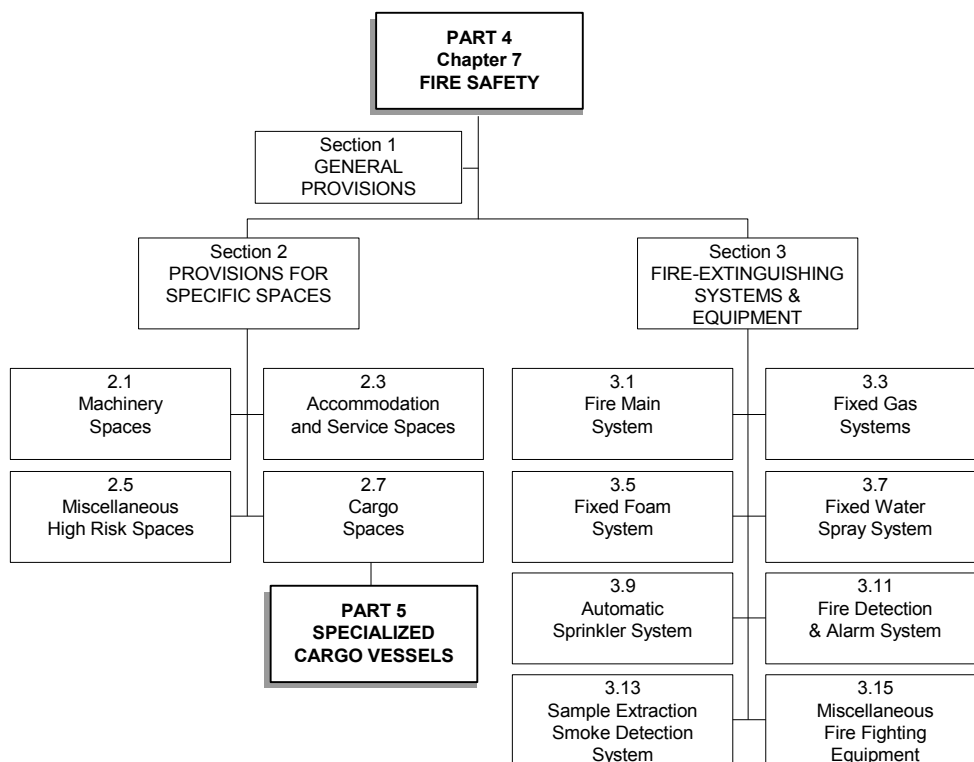 PART 4
Chapter 7
FIRE SAFETY
Section 1
GENERAL
PROVISIONS
Section 2
PROVISIONS FOR
SPECIFIC SPACES
Section 3
FIRE-EXTINGUISHING
SYSTEMS &
EQUIPMENT
2.1
Machinery
Spaces
2.3
Accommodation
and Service Spaces
2.5
Miscellaneous
High Risk Spaces
2.7
Cargo
Spaces
PART 5
SPECIALIZED
CARGO VESSELS
3.1
Fire Main
System
3.3
Fixed Gas
Systems
3.5
Fixed Foam
System
3.7
Fixed Water
Spray System
3.9
Automatic
Sprinkler System
3.11
Fire Detection
& Alarm System
3.13
Sample Extraction
Smoke Detection
System
3.15
Miscellaneous
Fire Fighting
Equipment